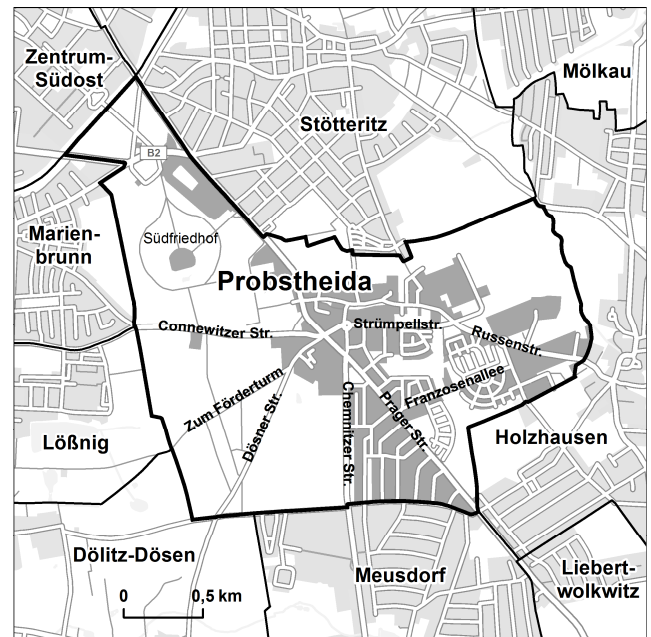 Zentrum-
Südost
Mölkau
Stötteritz
B2
Marien-
brunn
Südfriedhof
Probstheida
Connewitzer Str.
Strümpellstr.
Russenstr.
Zum Förderturm
Dösner Str.
Chemnitzer Str.
Prager Str.
Franzosenallee
Lößnig
Holzhausen
Dölitz-Dösen
Meusdorf
Liebert-
wolkwitz
0 0,5 km